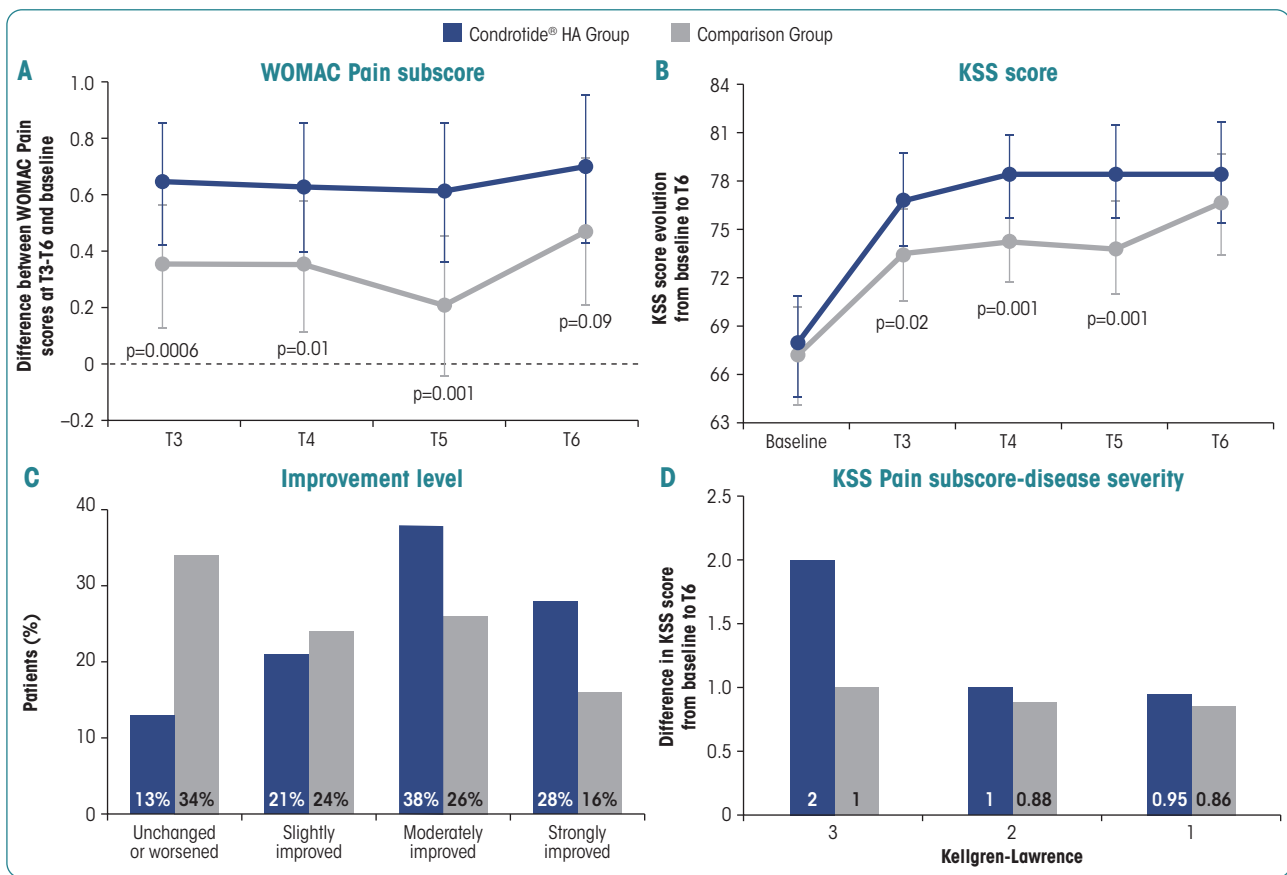 Condrotide® HA Group
Comparison Group
A
WOMAC Pain subscore
Difference between WOMAC Pain
scores at T3-T6 and baseline
1.0
0.8
0.6
0.4
0.2
0
–0.2
p=0.0006
p=0.01
p=0.001
p=0.09
T3
T4
T5
T6
B
KSS score
KSS score evolution
from baseline to T6
84
81
78
75
72
69
66
63
p=0.02
p=0.001
p=0.001
Baseline
T3
T4
T5
T6
C
Improvement level
Patients (%)
40
30
20
10
0
13%
34%
21%
24%
38%
26%
28%
16%
Unchanged
or worsened
Slightly
improved
Moderately
improved
Strongly
improved
D
KSS Pain subscore-disease severity
Difference in KSS score
from baseline to T6
2.5
2.0
1.5
1.0
0.5
0
2
1
1
0.88
0.95
0.86
3
2
1
Kellgren-Lawrence